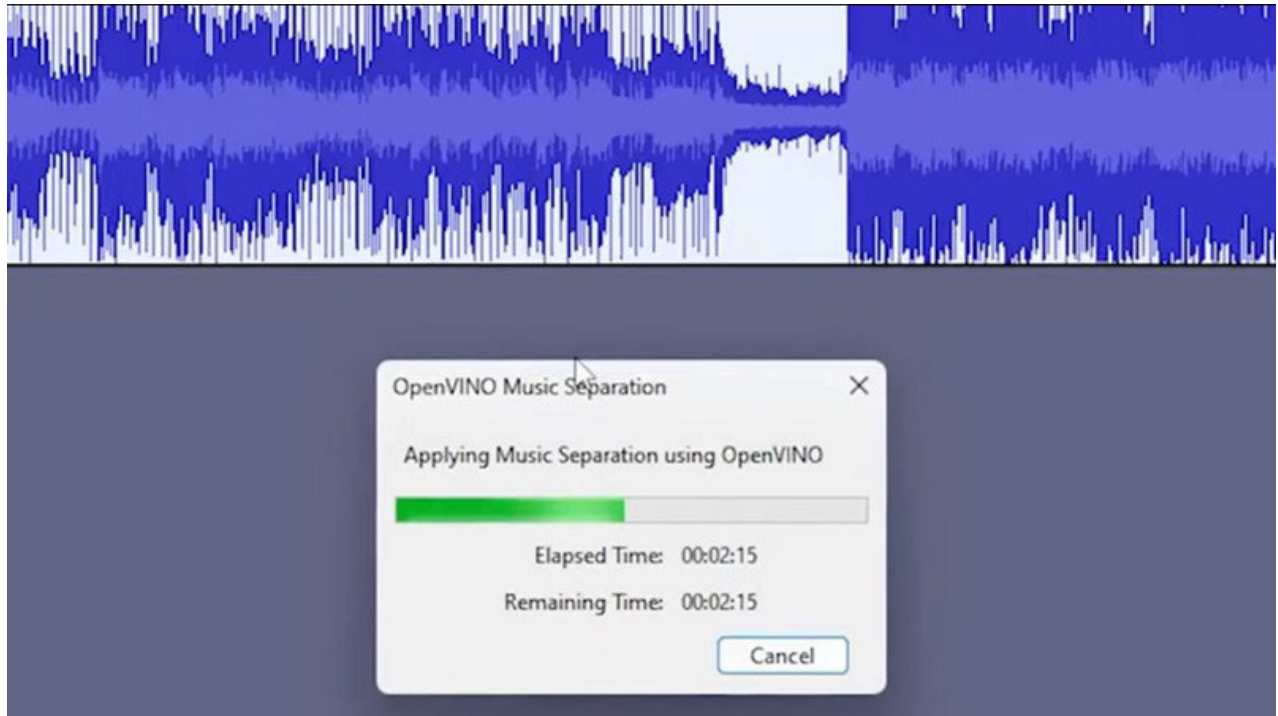 OpenVINO Music Separation
Applying Music Separation using OpenVINO
Elapsed Time: 00:02:15
Remaining Time: 00:02:15
Cancel